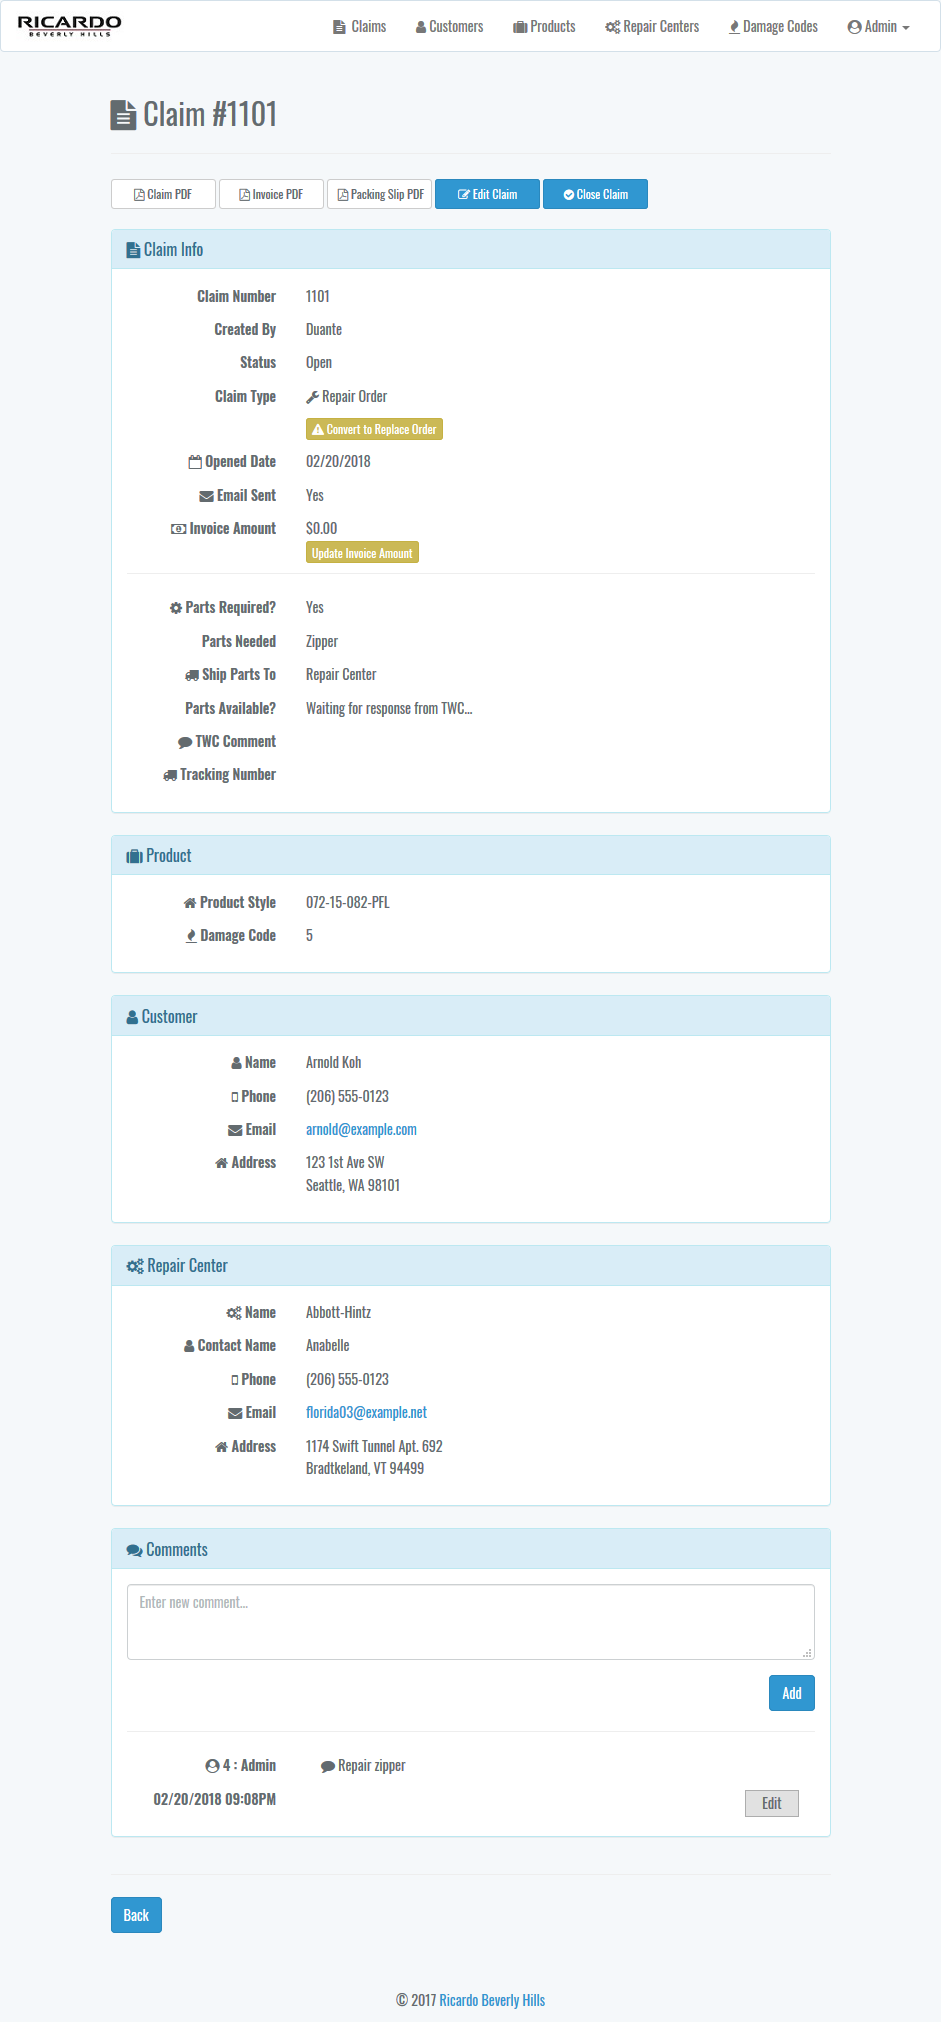 RICARDO
BEVERLY HILLS
Claims Customers Products Repair Centers Damage Codes Admin
Claim #1101
Claim PDF Invoice PDF Packing Slip PDF Edit Claim Close Claim
Claim Info
Claim Number 1101
Created By Duante
Status Open
Claim Type Repair Order
Convert to Replace Order
Opened Date 02/20/2018
Email Sent Yes
Invoice Amount $0.00
Update Invoice Amount
Parts Required? Yes
Parts Needed Zipper
Ship Parts To Repair Center
Parts Available? Waiting for response from TWC...
TWC Comment
Tracking Number
Product
Product Style 072-15-082-PFL
Damage Code 5
Customer
Name Arnold Koh
Phone (206) 555-0123
Email arnold@example.com
Address 123 1st Ave SW
Seattle, WA 98101
Repair Center
Name Abbott-Hintz
Contact Name Anabelle
Phone (206) 555-0123
Email florida03@example.net
Address 1174 Swift Tunnel Apt. 692
Bradtkeland, VT 94499
Comments
Enter new comment...
Add
4 : Admin Repair zipper
02/20/2018 09:08PM
Edit
Back
© 2017 Ricardo Beverly Hills